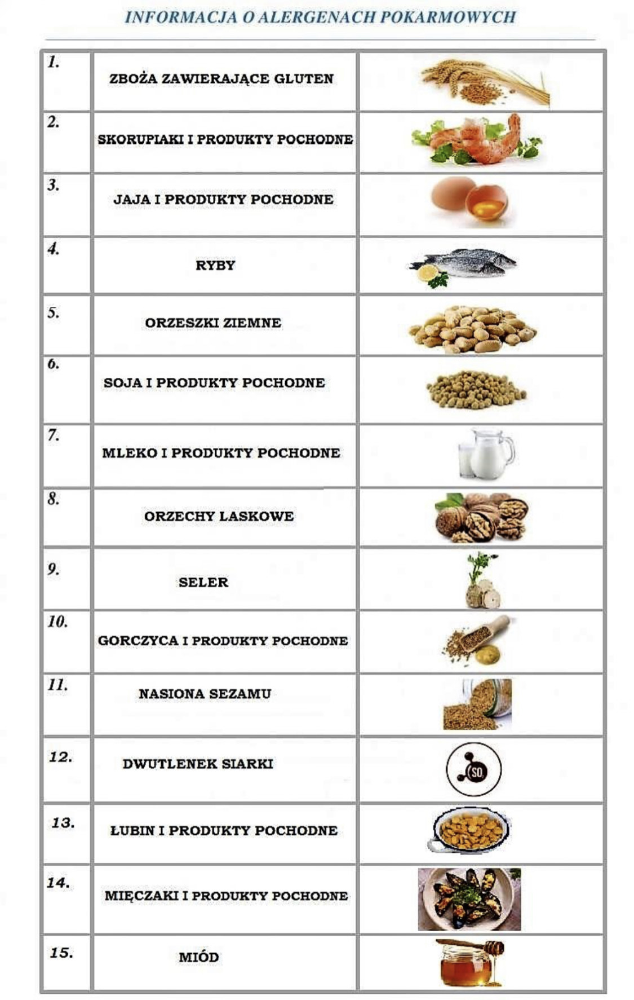 INFORMACJA O ALERGENACH POKARMOWYCH
1.
ZBOŻA ZAWIERAJĄCE GLUTEN
2.
SKORUPIAKI I PRODUKTY POCHODNE
3.
JAJA I PRODUKTY POCHODNE
4.
RYBY
5.
ORZESZKI ZIEMNE
6.
SOJA I PRODUKTY POCHODNE
7.
MLEKO I PRODUKTY POCHODNE
8.
ORZECHY LASKOWE
9.
SELER
10.
GORCZYCA I PRODUKTY POCHODNE
11.
NASIONA SEZAMU
12.
DWUTLENEK SIARKI
SO₂
13.
ŁUBIN I PRODUKTY POCHODNE
14.
MIĘCZAKI I PRODUKTY POCHODNE
15.
MIÓD